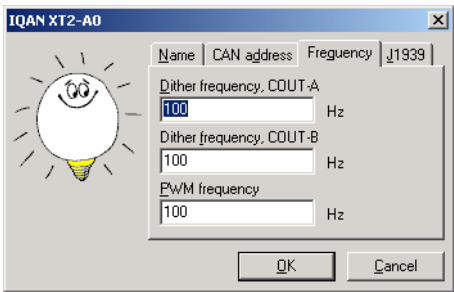 IQAN XT2-A0
Name CAN address Freguency J1939
Dither frequency, COUT-A
100 Hz
Dither frequency, COUT-B
100 Hz
PWM frequency
100 Hz
OK Cancel